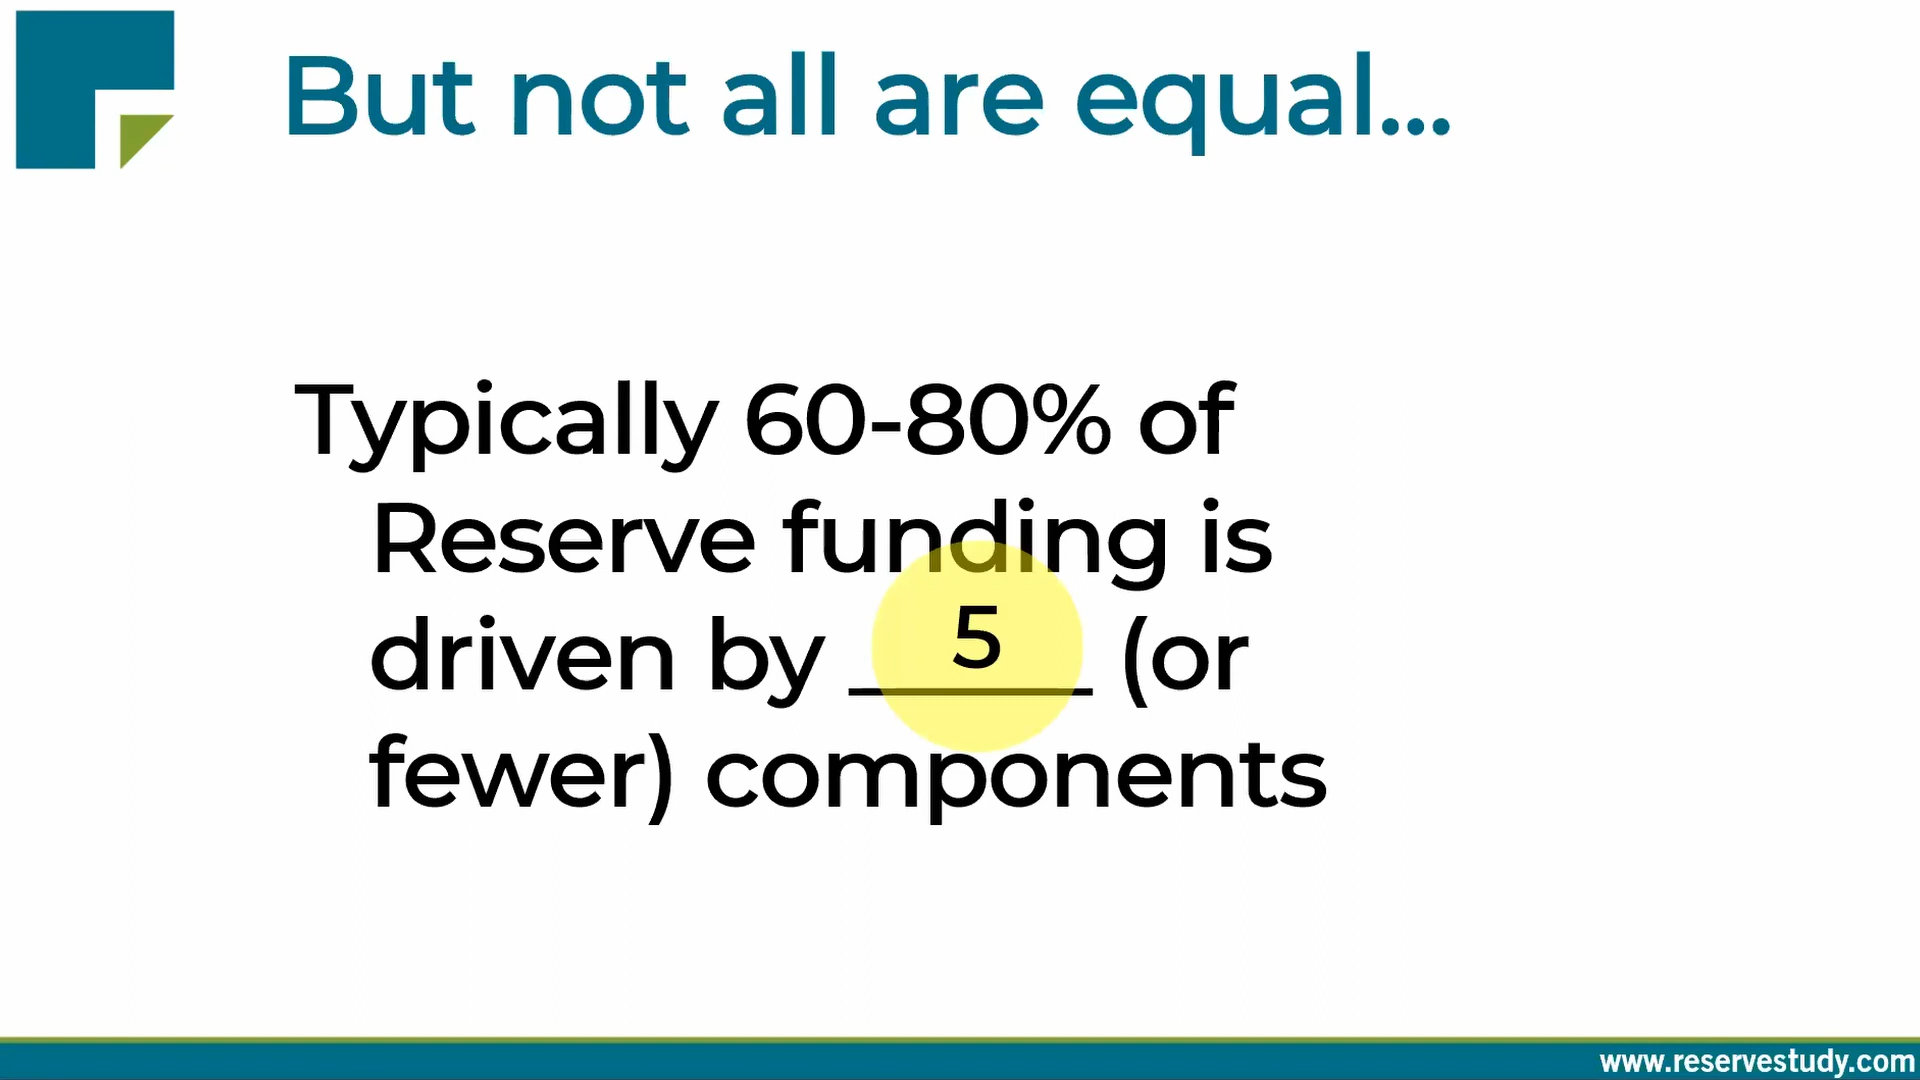 But not all are equal...
Typically 60-80% of
Reserve funding is
driven by __5__ (or
fewer) components
www.reservestudy.com